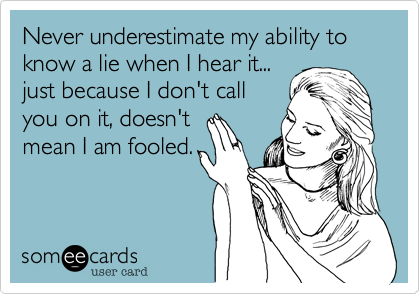 Never underestimate my ability to
know a lie when I hear it...
just because I don't call
you on it, doesn't
mean I am fooled.
someecards
user card